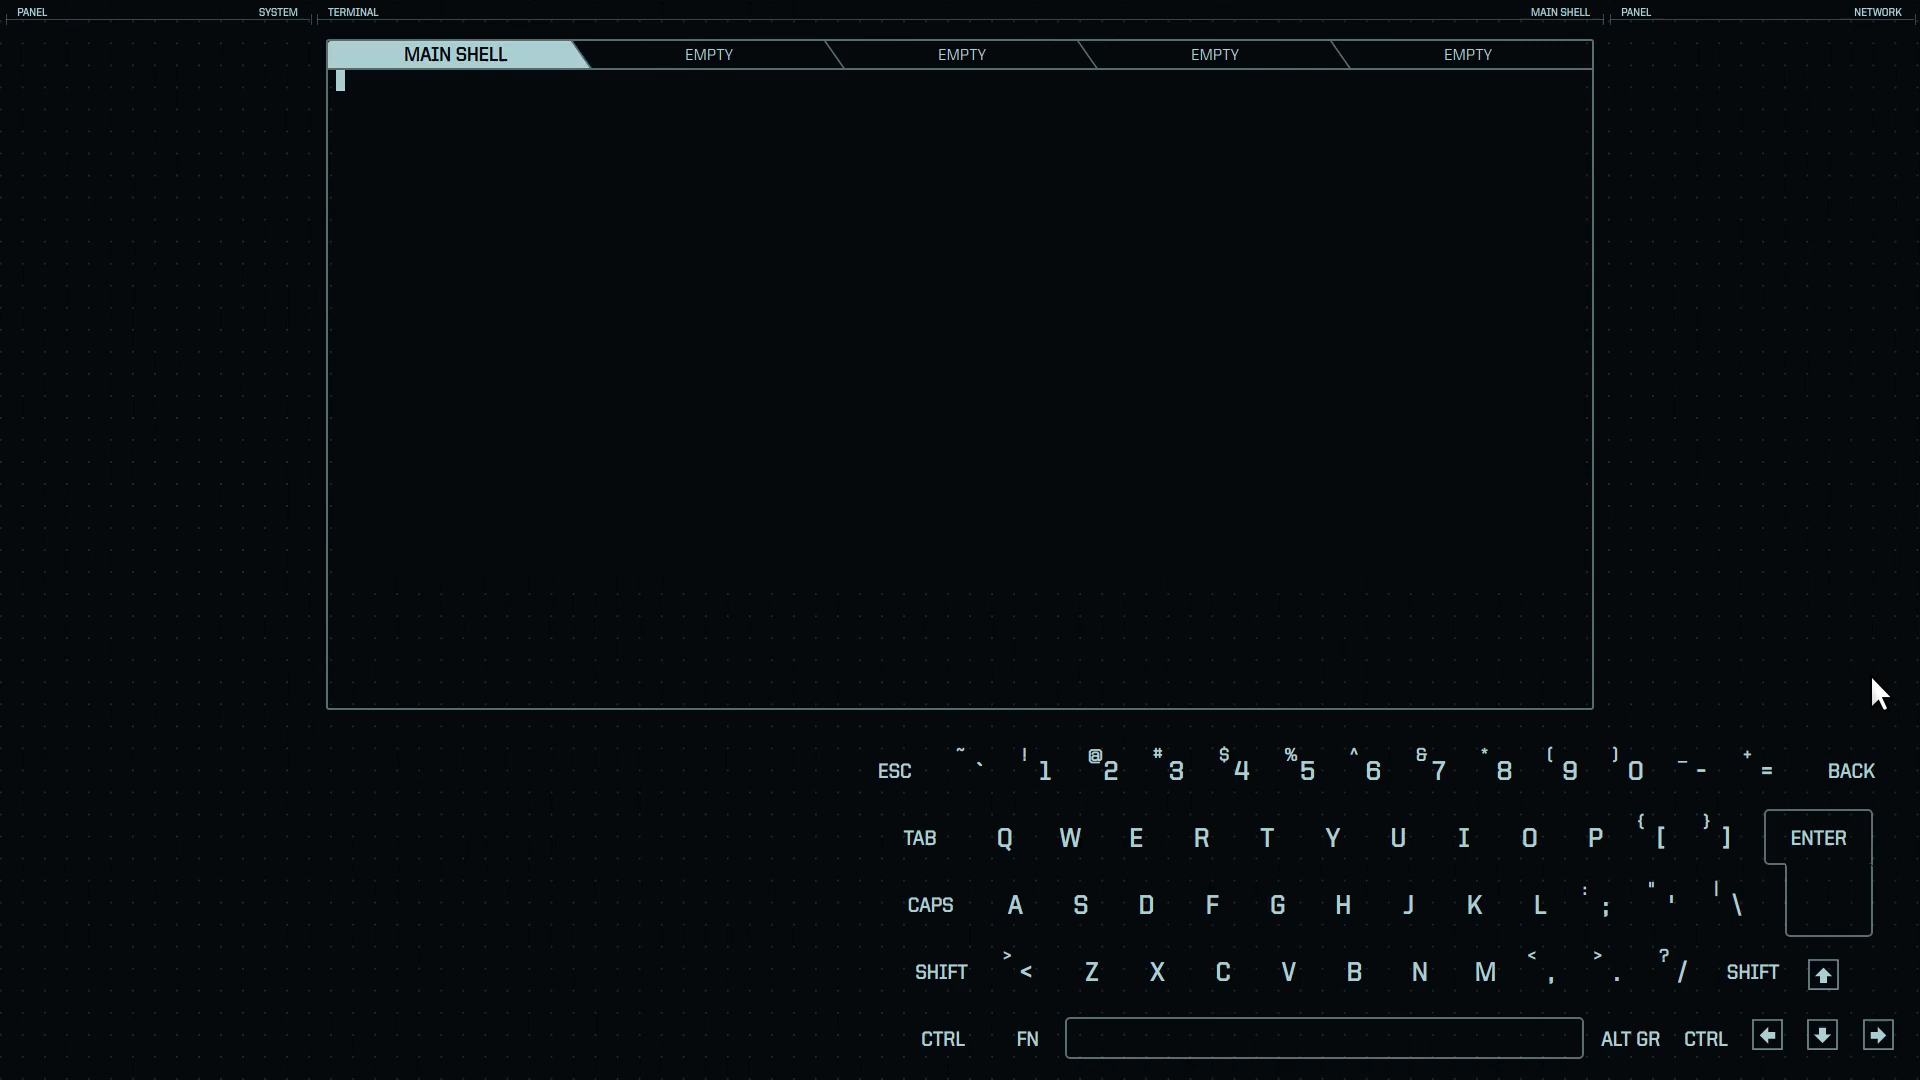 PANEL SYSTEM TERMINAL MAIN SHELL PANEL NETWORK
MAIN SHELL EMPTY EMPTY EMPTY EMPTY
ESC ~ ` ! 1 @ 2 # 3 $ 4 % 5 ^ 6 & 7 * 8 ( 9 ) 0 _ - + = BACK
TAB Q W E R T Y U I O P { [ } ] ENTER
CAPS A S D F G H J K L : ; " ' | \
SHIFT > < Z X C V B N M < , > . ? / SHIFT
CTRL FN ALT GR CTRL